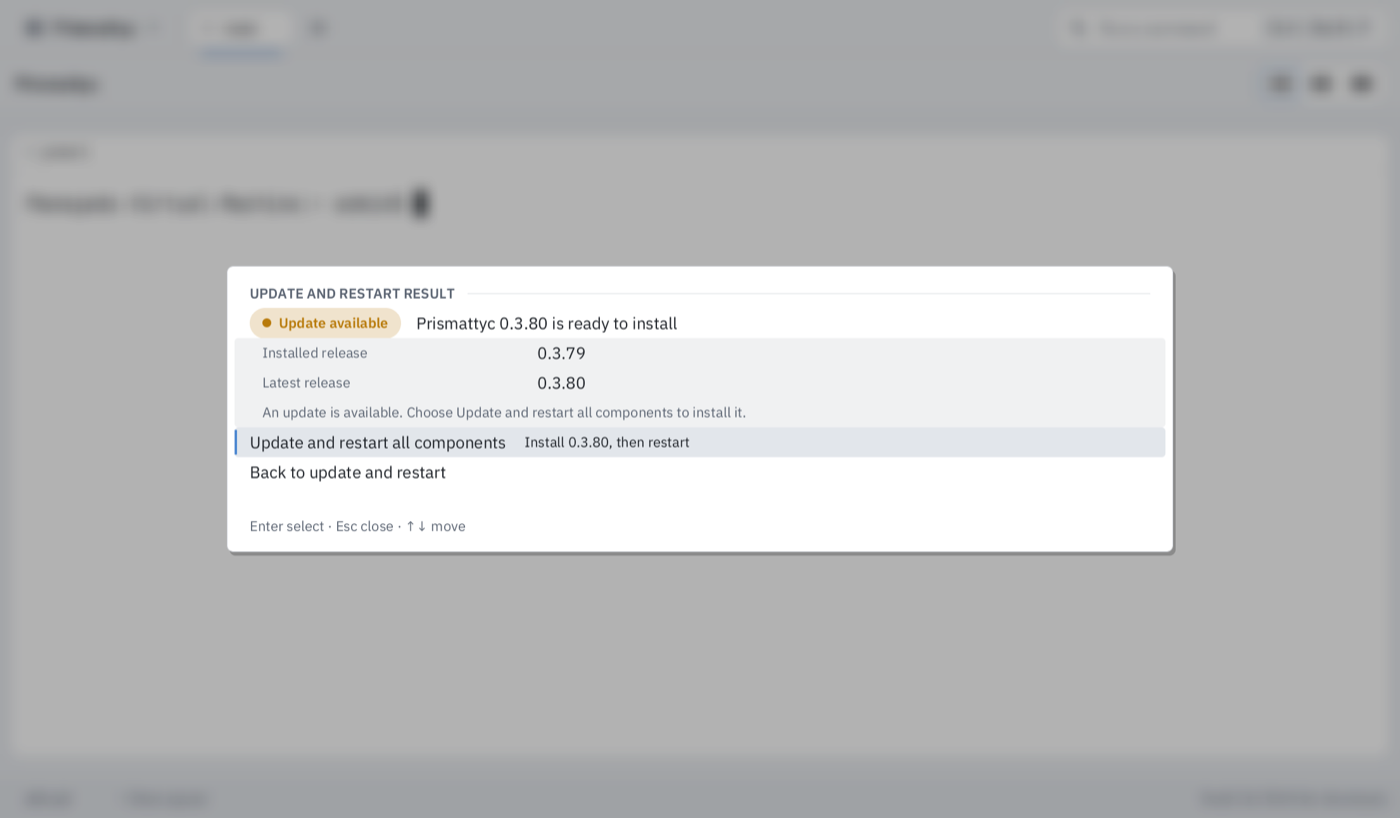 UPDATE AND RESTART RESULT
Update available Prismattyc 0.3.80 is ready to install
Installed release 0.3.79
Latest release 0.3.80
An update is available. Choose Update and restart all components to install it.
Update and restart all components Install 0.3.80, then restart
Back to update and restart
Enter select · Esc close · ↑↓ move